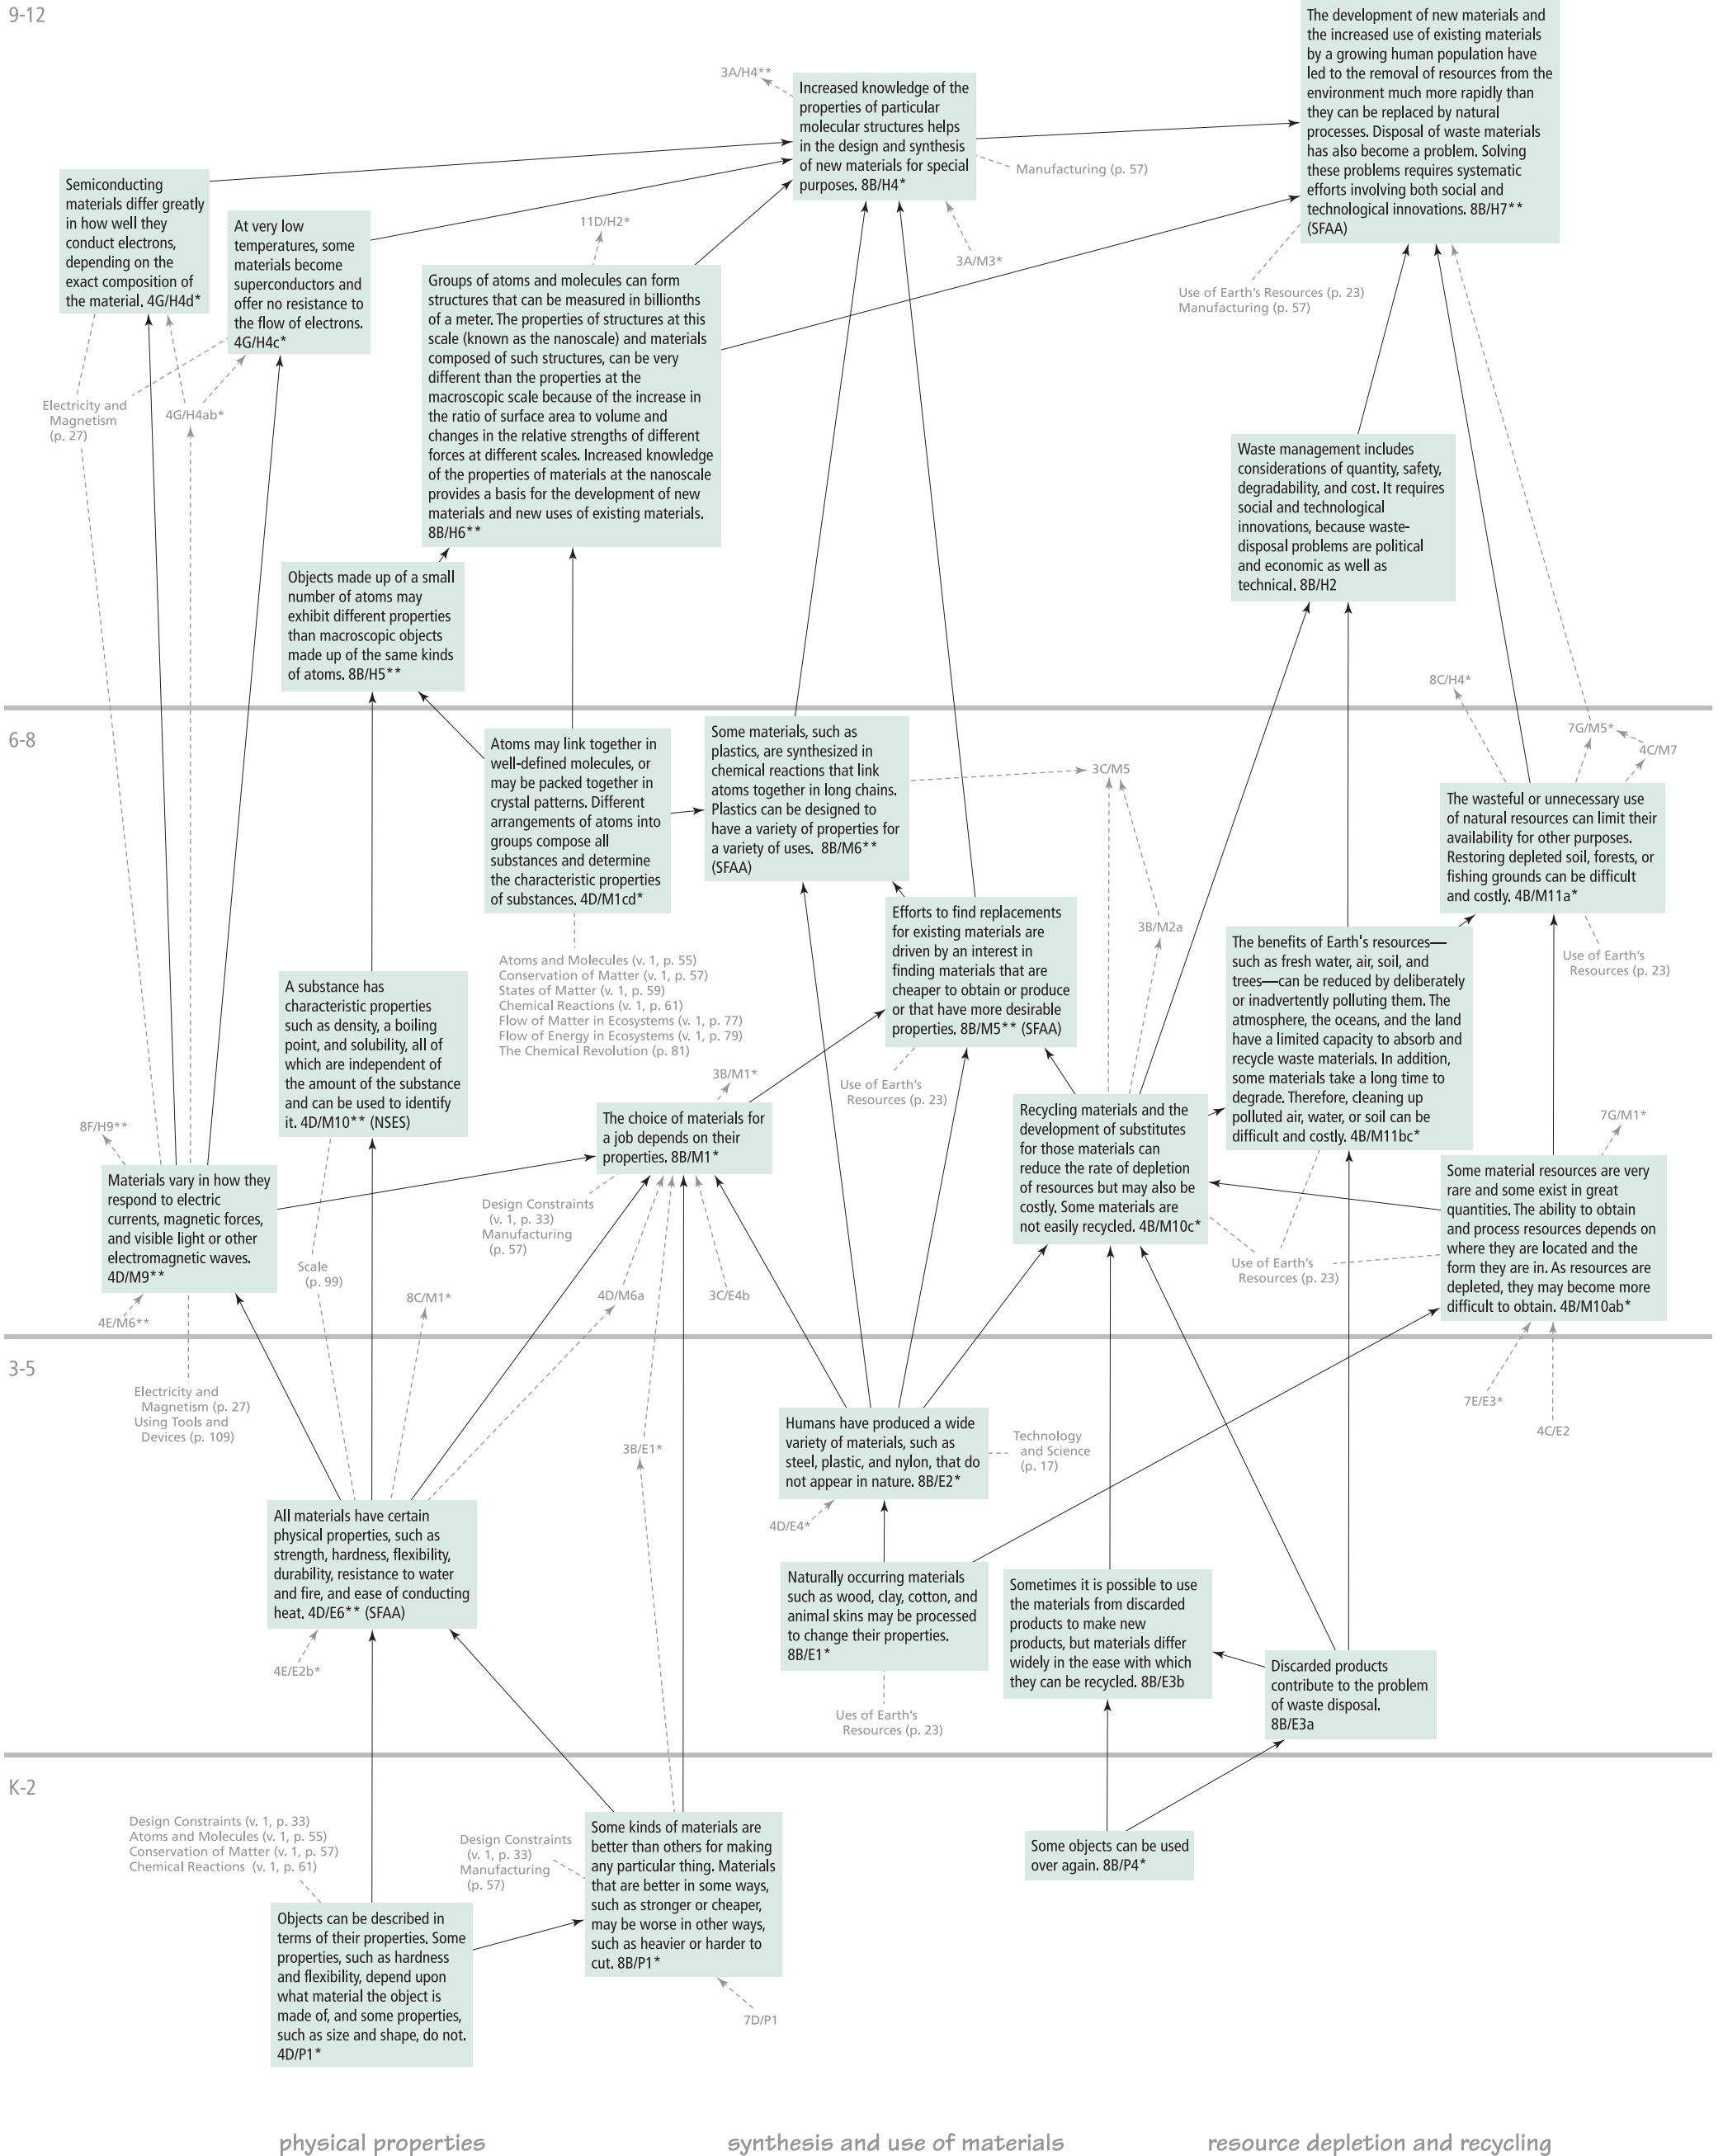 9-12
The development of new materials and
the increased use of existing materials
by a growing human population have
led to the removal of resources from the
environment much more rapidly than
they can be replaced by natural
processes. Disposal of waste materials
has also become a problem. Solving
these problems requires systematic
efforts involving both social and
technological innovations. 8B/H7**
(SFAA)
3A/H4**
Increased knowledge of the
properties of particular
molecular structures helps
in the design and synthesis
of new materials for special
purposes. 8B/H4*
Manufacturing (p. 57)
Semiconducting
materials differ greatly
in how well they
conduct electrons,
depending on the
exact composition of
the material. 4G/H4d*
At very low
temperatures, some
materials become
superconductors and
offer no resistance to
the flow of electrons.
4G/H4c*
11D/H2*
3A/M3*
Use of Earth's Resources (p. 23)
Manufacturing (p. 57)
Groups of atoms and molecules can form
structures that can be measured in billionths
of a meter. The properties of structures at this
scale (known as the nanoscale) and materials
composed of such structures, can be very
different than the properties at the
macroscopic scale because of the increase in
the ratio of surface area to volume and
changes in the relative strengths of different
forces at different scales. Increased knowledge
of the properties of materials at the nanoscale
provides a basis for the development of new
materials and new uses of existing materials.
8B/H6**
Electricity and
Magnetism
(p. 27)
4G/H4ab*
Waste management includes
considerations of quantity, safety,
degradability, and cost. It requires
social and technological
innovations, because waste-
disposal problems are political
and economic as well as
technical. 8B/H2
Objects made up of a small
number of atoms may
exhibit different properties
than macroscopic objects
made up of the same kinds
of atoms. 8B/H5**
8C/H4*
6-8
7G/M5*
4C/M7
Atoms may link together in
well-defined molecules, or
may be packed together in
crystal patterns. Different
arrangements of atoms into
groups compose all
substances and determine
the characteristic properties
of substances. 4D/M1cd*
Some materials, such as
plastics, are synthesized in
chemical reactions that link
atoms together in long chains.
Plastics can be designed to
have a variety of properties for
a variety of uses. 8B/M6**
(SFAA)
3C/M5
The wasteful or unnecessary use
of natural resources can limit their
availability for other purposes.
Restoring depleted soil, forests, or
fishing grounds can be difficult
and costly. 4B/M11a*
Efforts to find replacements
for existing materials are
driven by an interest in
finding materials that are
cheaper to obtain or produce
or that have more desirable
properties. 8B/M5** (SFAA)
3B/M2a
The benefits of Earth's resources—
such as fresh water, air, soil, and
trees—can be reduced by deliberately
or inadvertently polluting them. The
atmosphere, the oceans, and the land
have a limited capacity to absorb and
recycle waste materials. In addition,
some materials take a long time to
degrade. Therefore, cleaning up
polluted air, water, or soil can be
difficult and costly. 4B/M11bc*
Use of Earth's
Resources (p. 23)
Atoms and Molecules (v. 1, p. 55)
Conservation of Matter (v. 1, p. 57)
States of Matter (v. 1, p. 59)
Chemical Reactions (v. 1, p. 61)
Flow of Matter in Ecosystems (v. 1, p. 77)
Flow of Energy in Ecosystems (v. 1, p. 79)
The Chemical Revolution (p. 81)
A substance has
characteristic properties
such as density, a boiling
point, and solubility, all of
which are independent of
the amount of the substance
and can be used to identify
it. 4D/M10** (NSES)
Use of Earth's
Resources (p. 23)
3B/M1*
The choice of materials for
a job depends on their
properties. 8B/M1*
Recycling materials and the
development of substitutes
for those materials can
reduce the rate of depletion
of resources but may also be
costly. Some materials are
not easily recycled. 4B/M10c*
7G/M1*
Some material resources are very
rare and some exist in great
quantities. The ability to obtain
and process resources depends on
where they are located and the
form they are in. As resources are
depleted, they may become more
difficult to obtain. 4B/M10ab*
8F/H9**
Materials vary in how they
respond to electric
currents, magnetic forces,
and visible light or other
electromagnetic waves.
4D/M9**
Design Constraints
(v. 1, p. 33)
Manufacturing
(p. 57)
Scale
(p. 99)
Use of Earth's
Resources (p. 23)
8C/M1*
4D/M6a
3C/E4b
4E/M6**
3-5
Electricity and
Magnetism (p. 27)
Using Tools and
Devices (p. 109)
7E/E3*
4C/E2
Humans have produced a wide
variety of materials, such as
steel, plastic, and nylon, that do
not appear in nature. 8B/E2*
Technology
and Science
(p. 17)
3B/E1*
4D/E4*
All materials have certain
physical properties, such as
strength, hardness, flexibility,
durability, resistance to water
and fire, and ease of conducting
heat. 4D/E6** (SFAA)
Naturally occurring materials
such as wood, clay, cotton, and
animal skins may be processed
to change their properties.
8B/E1*
Sometimes it is possible to use
the materials from discarded
products to make new
products, but materials differ
widely in the ease with which
they can be recycled. 8B/E3b
Discarded products
contribute to the problem
of waste disposal.
8B/E3a
4E/E2b*
Ues of Earth's
Resources (p. 23)
K-2
Design Constraints (v. 1, p. 33)
Atoms and Molecules (v. 1, p. 55)
Conservation of Matter (v. 1, p. 57)
Chemical Reactions (v. 1, p. 61)
Design Constraints
(v. 1, p. 33)
Manufacturing
(p. 57)
Some kinds of materials are
better than others for making
any particular thing. Materials
that are better in some ways,
such as stronger or cheaper,
may be worse in other ways,
such as heavier or harder to
cut. 8B/P1*
Some objects can be used
over again. 8B/P4*
Objects can be described in
terms of their properties. Some
properties, such as hardness
and flexibility, depend upon
what material the object is
made of, and some properties,
such as size and shape, do not.
4D/P1*
7D/P1
physical properties
synthesis and use of materials
resource depletion and recycling